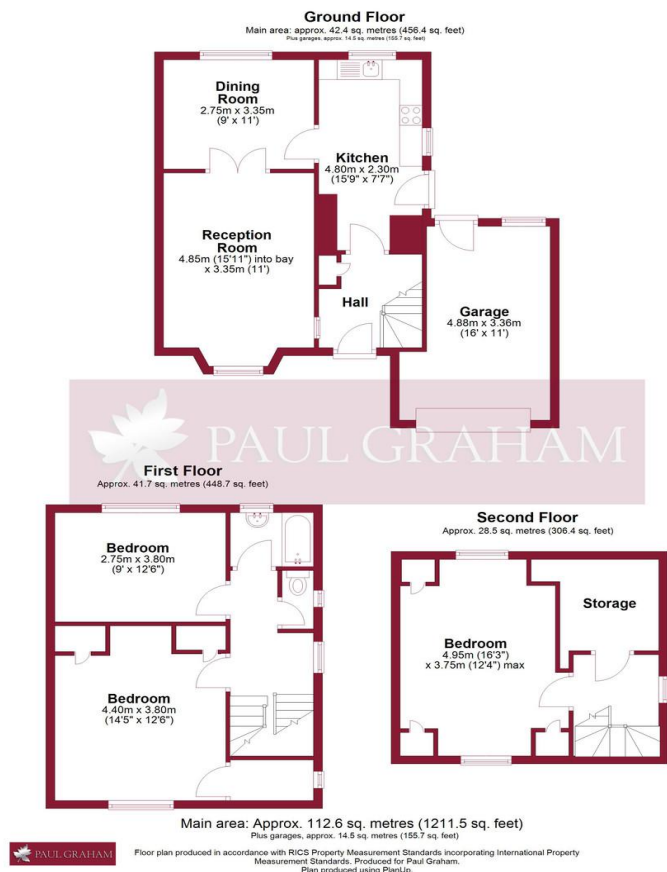 Ground Floor
Main area: approx. 42.4 sq. metres (456.4 sq. feet)
Plus garages, approx. 14.5 sq. metres (155.7 sq. feet)
Dining
Room
2.75m x 3.35m
(9' x 11')
Kitchen
4.80m x 2.30m
(15'9" x 7'7")
Reception
Room
4.85m (15'11") into bay
x 3.35m (11')
Hall
Garage
4.88m x 3.36m
(16' x 11')
PAUL GRAHAM
First Floor
Approx. 41.7 sq. metres (448.7 sq. feet)
Bedroom
2.75m x 3.80m
(9' x 12'6")
Bedroom
4.40m x 3.80m
(14'5" x 12'6")
Second Floor
Approx. 28.5 sq. metres (306.4 sq. feet)
Storage
Bedroom
4.95m (16'3")
x 3.75m (12'4") max
Main area: Approx. 112.6 sq. metres (1211.5 sq. feet)
Plus garages, approx. 14.5 sq. metres (155.7 sq. feet)
PAUL GRAHAM
Floor plan produced in accordance with RICS Property Measurement Standards incorporating International Property
Measurement Standards. Produced for Paul Graham.
Plan produced using PlanUp.